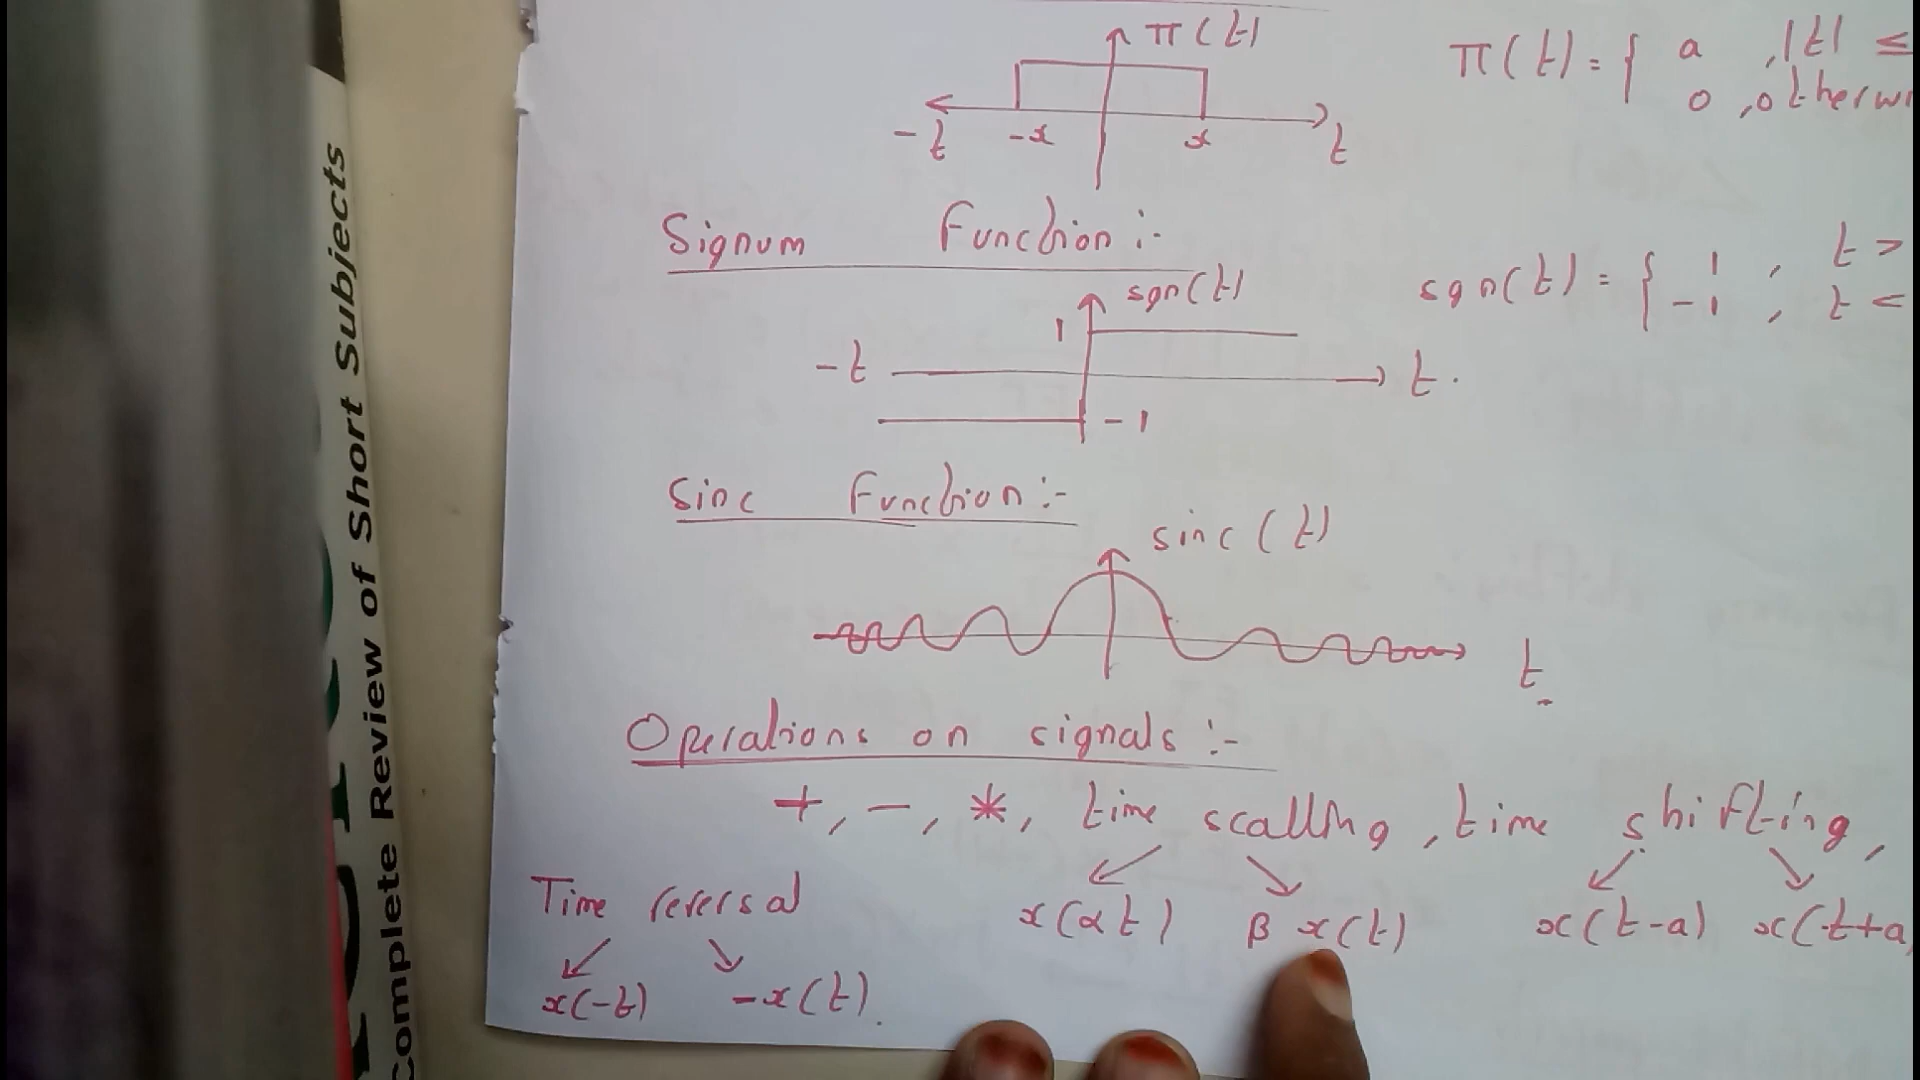 π(t)
π(t) = { a , |t| ≤
0 , otherwi
-t -x x t
Signum Function :-
sgn(t)
sgn(t) = { 1 , t >
-1 , t <
1
-t t.
-1
Sinc Function :-
sinc (t)
t
Operations on signals :-
+, -, *, time scalling, time shifting,
Time reversal
x(αt) β x(t) x(t-a) x(t+a
x(-t) -x(t).
Complete Review of Short Subjects